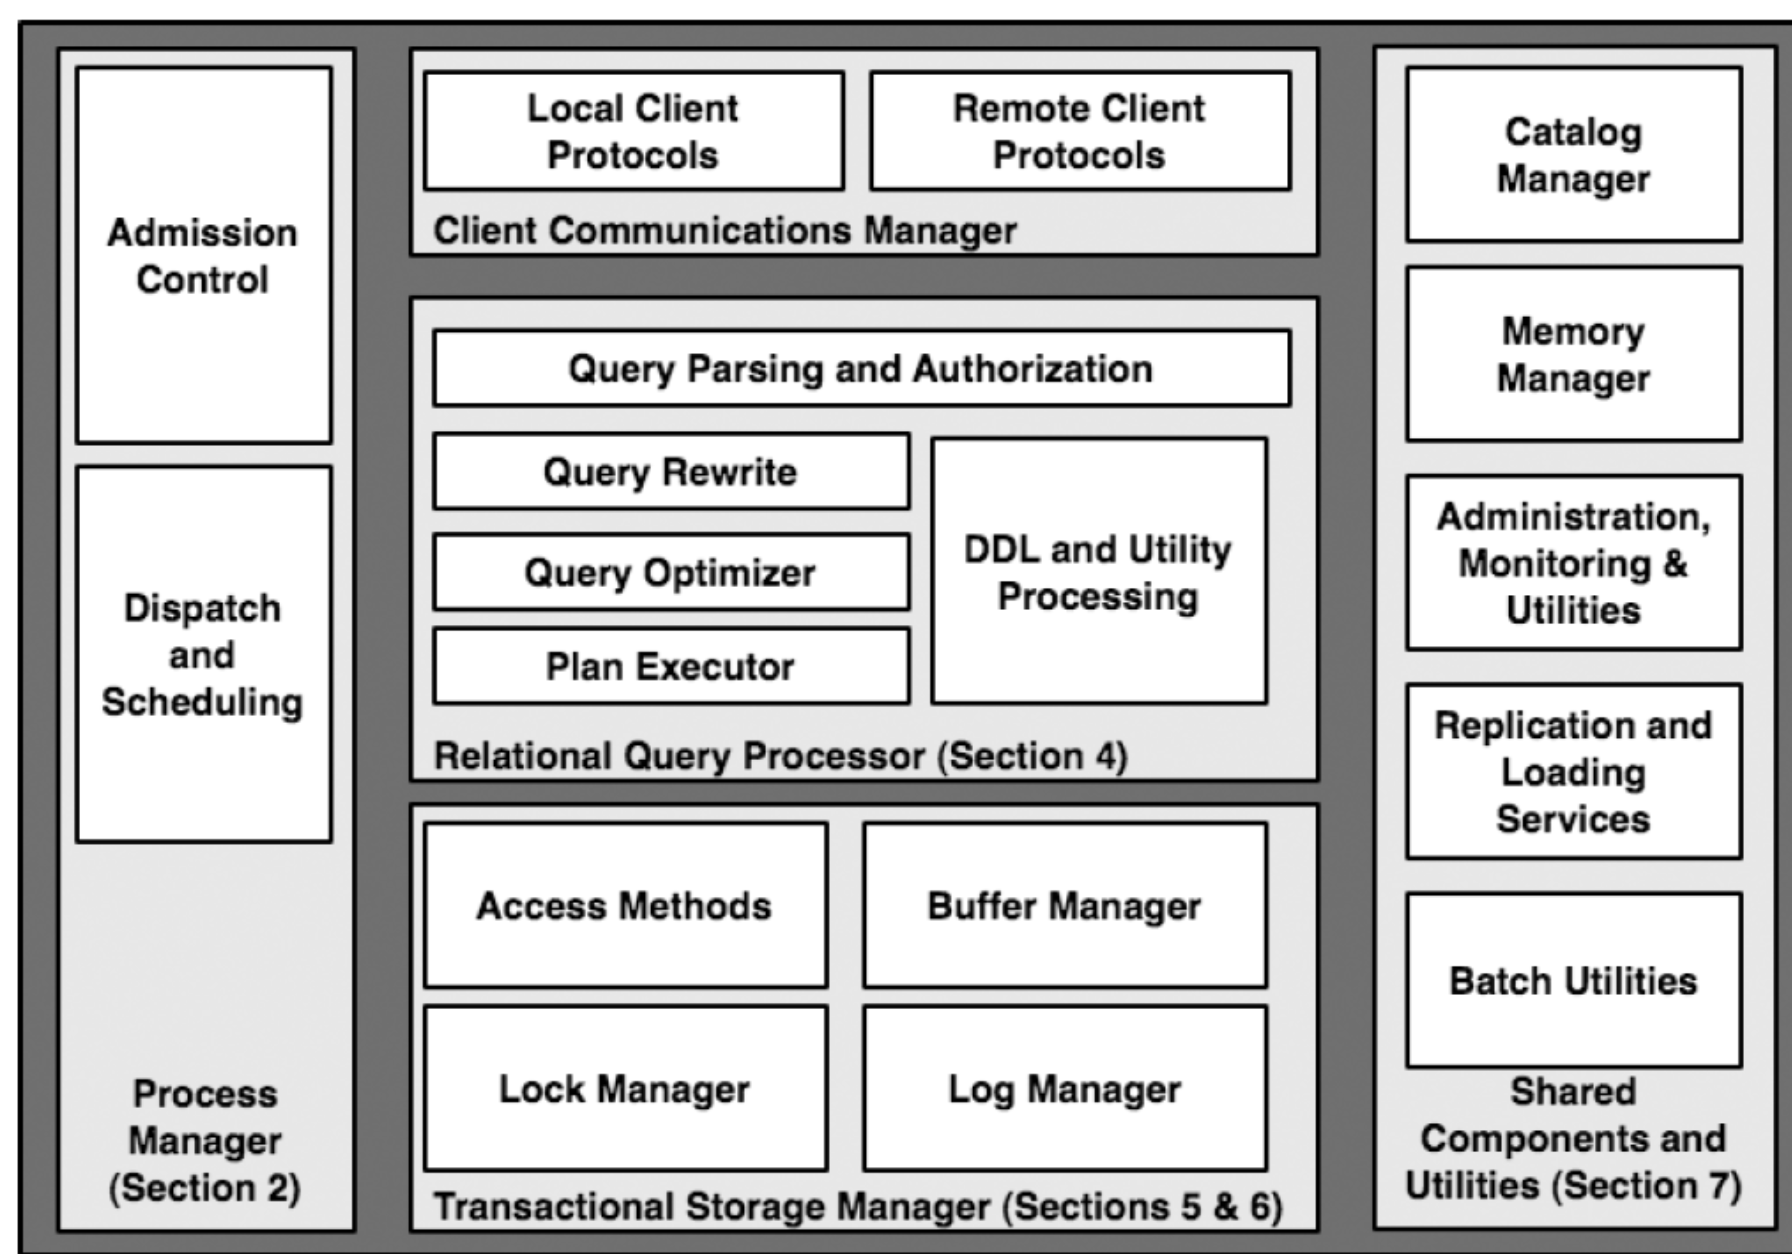 Admission
Control
Dispatch
and
Scheduling
Process
Manager
(Section 2)
Local Client
Protocols
Remote Client
Protocols
Client Communications Manager
Query Parsing and Authorization
Query Rewrite
Query Optimizer
Plan Executor
DDL and Utility
Processing
Relational Query Processor (Section 4)
Access Methods
Buffer Manager
Lock Manager
Log Manager
Transactional Storage Manager (Sections 5 & 6)
Catalog
Manager
Memory
Manager
Administration,
Monitoring &
Utilities
Replication and
Loading
Services
Batch Utilities
Shared
Components and
Utilities (Section 7)